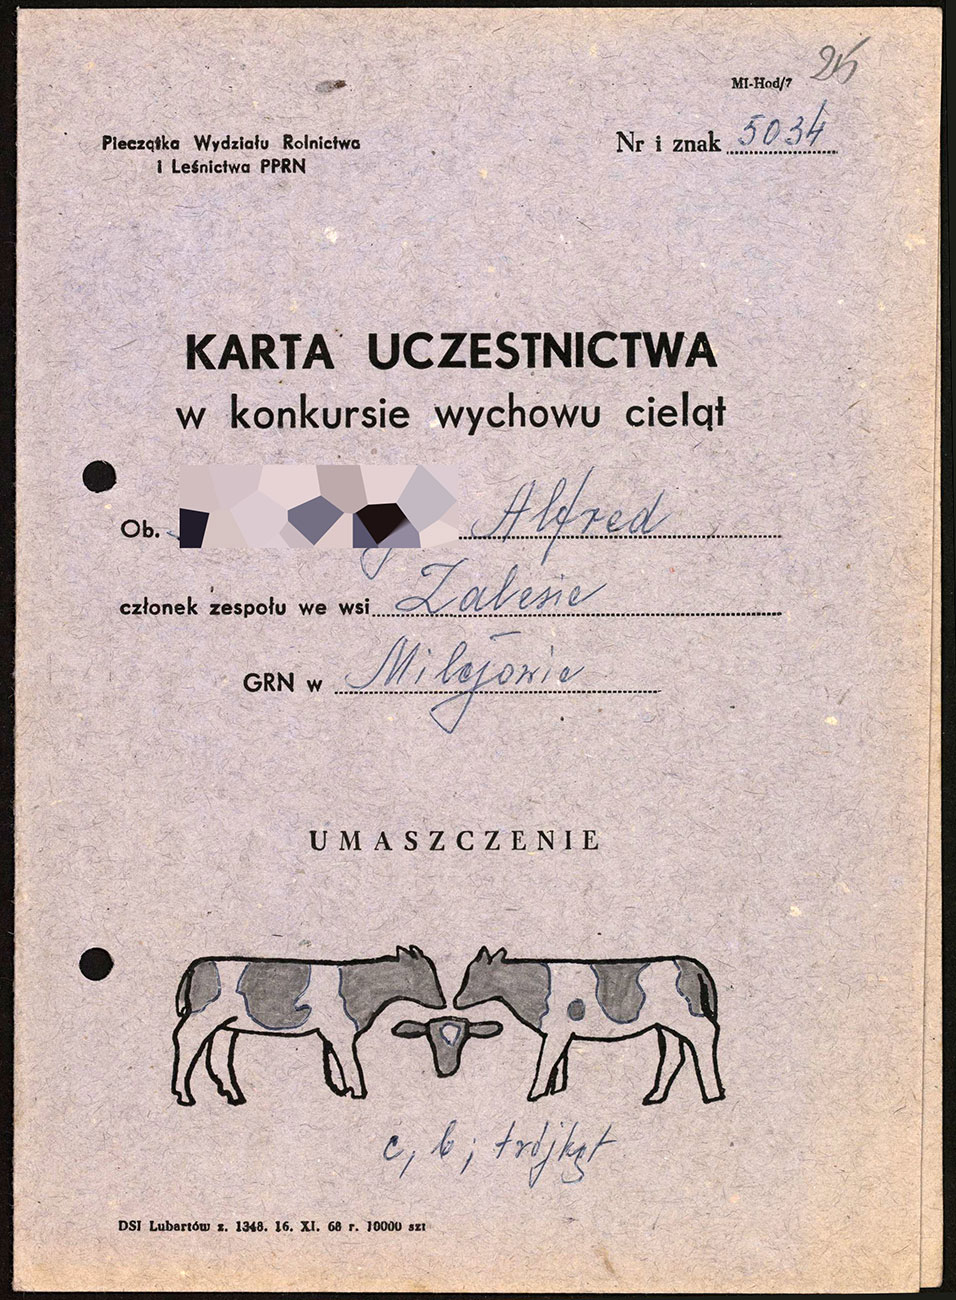 25
MI-Hod/7
Pieczątka Wydziału Rolnictwa
i Leśnictwa PPRN
Nr i znak 5034
KARTA UCZESTNICTWA
w konkursie wychowu cieląt
Ob. Alfred
członek zespołu we wsi Zalesie
GRN w Milejowie
UMASZCZENIE
c, b; trójkąt
DSI Lubartów z. 1348. 16. XI. 68 r. 10000 szt